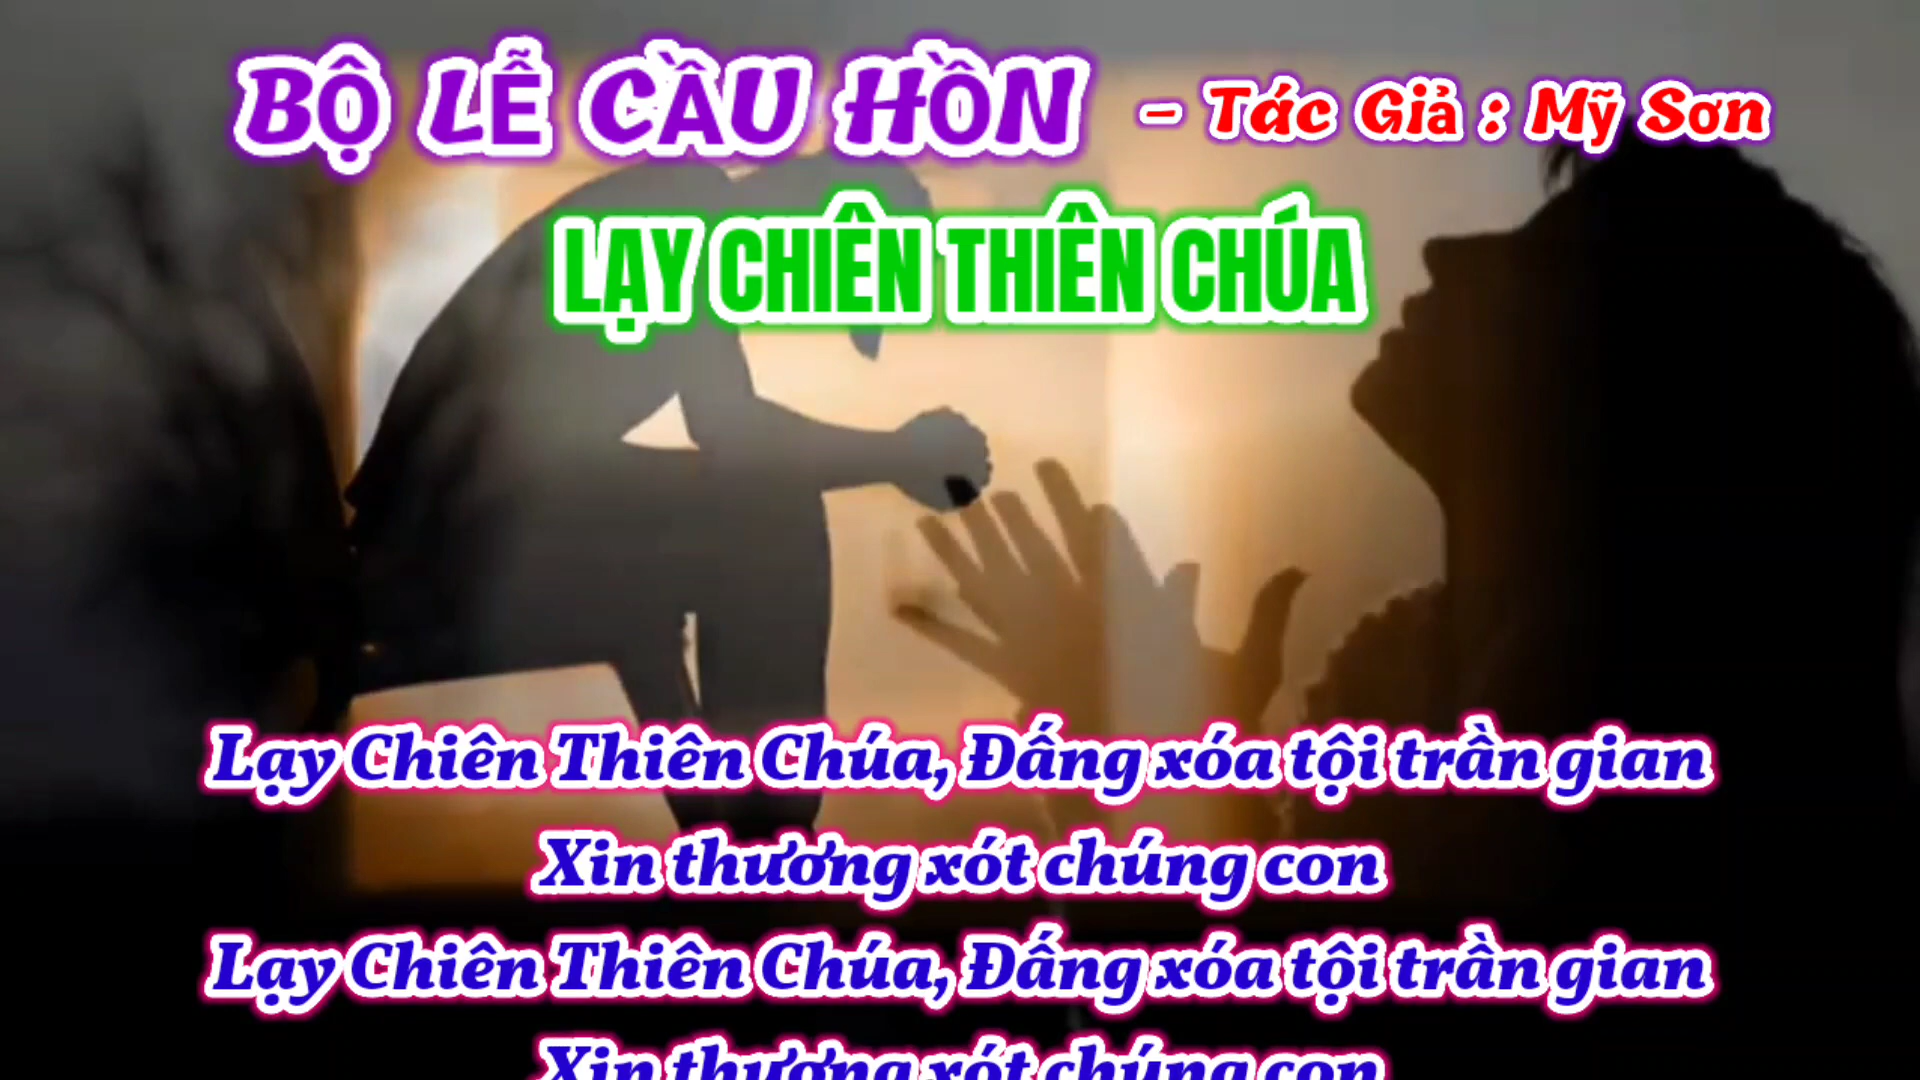 BỘ LỄ CẦU HỒN - Tác Giả : Mỹ Sơn
LẠY CHIÊN THIÊN CHÚA
Lạy Chiên Thiên Chúa, Đấng xóa tội trần gian
Xin thương xót chúng con
Lạy Chiên Thiên Chúa, Đấng xóa tội trần gian
Xin thương xót chúng con